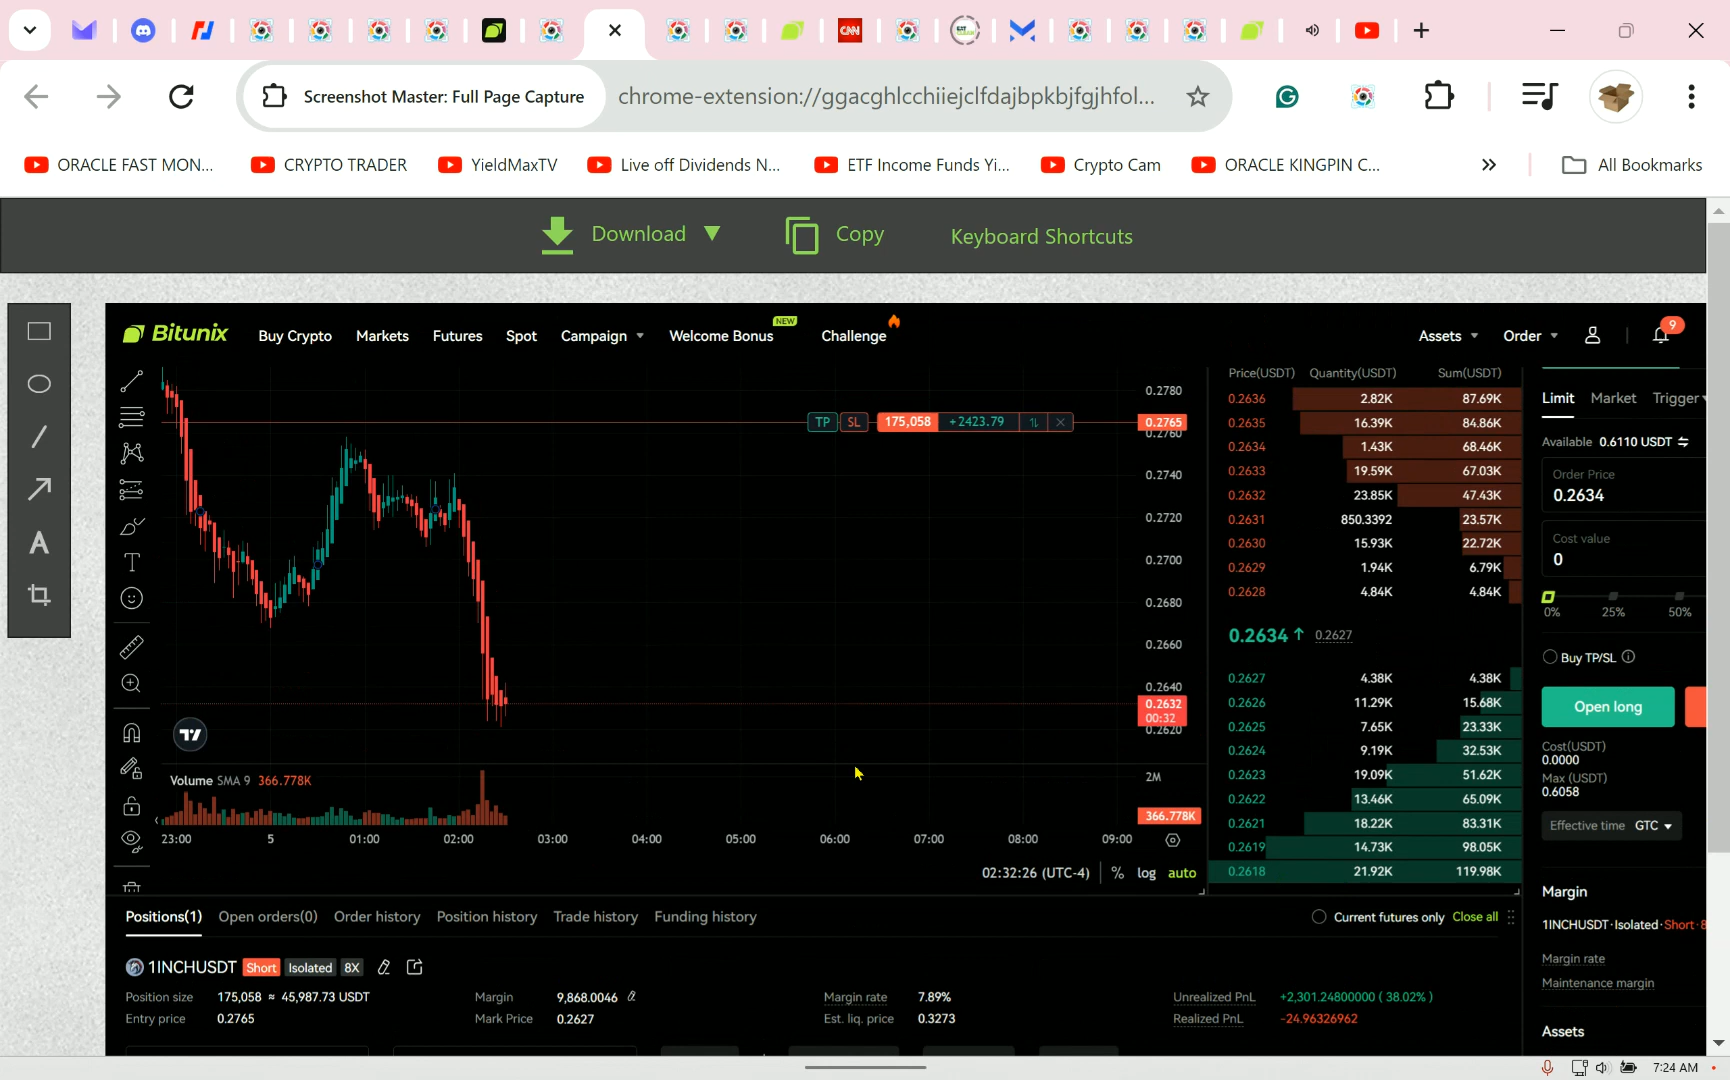 Screenshot Master: Full Page Capture
chrome-extension://ggacghlcchiiejclfdajbpkbjfgjhfol...
ORACLE FAST MON...
CRYPTO TRADER
YieldMaxTV
Live off Dividends N...
ETF Income Funds Yi...
Crypto Cam
ORACLE KINGPIN C...
All Bookmarks
Download
Copy
Keyboard Shortcuts
Bitunix
Buy Crypto
Markets
Futures
Spot
Campaign
Welcome Bonus
NEW
Challenge
Assets
Order
9
Price(USDT) Quantity(USDT) Sum(USDT)
0.2636 2.82K 87.69K
0.2635 16.39K 84.86K
0.2634 1.43K 68.46K
0.2633 19.59K 67.03K
0.2632 23.85K 47.43K
0.2631 850.3392 23.57K
0.2630 15.93K 22.72K
0.2629 1.94K 6.79K
0.2628 4.84K 4.84K
0.2634 ↑ 0.2627
0.2627 4.38K 4.38K
0.2626 11.29K 15.68K
0.2625 7.65K 23.33K
0.2624 9.19K 32.53K
0.2623 19.09K 51.62K
0.2622 13.46K 65.09K
0.2621 18.22K 83.31K
0.2619 14.73K 98.05K
0.2618 21.92K 119.98K
TP SL 175,058 +2423.79
0.2780
0.2765
0.2760
0.2740
0.2720
0.2700
0.2680
0.2660
0.2640
0.2632
00:32
0.2620
Volume SMA 9 366.778K
2M
366.778K
23:00 5 01:00 02:00 03:00 04:00 05:00 06:00 07:00 08:00 09:00
02:32:26 (UTC-4) % log auto
Limit Market Trigger
Available 0.6110 USDT
Order Price
0.2634
Cost value
0
0% 25% 50%
Buy TP/SL
Open long
Cost(USDT)
0.0000
Max (USDT)
0.6058
Effective time GTC
Margin
1INCHUSDT·Isolated·Short·8
Margin rate
Maintenance margin
Assets
Positions(1) Open orders(0) Order history Position history Trade history Funding history
Current futures only Close all
1INCHUSDT Short Isolated 8X
Position size 175,058 ≈ 45,987.73 USDT
Entry price 0.2765
Margin 9,868.0046
Mark Price 0.2627
Margin rate 7.89%
Est. liq. price 0.3273
Unrealized PnL +2,301.24800000 ( 38.02% )
Realized PnL -24.96326962
7:24 AM